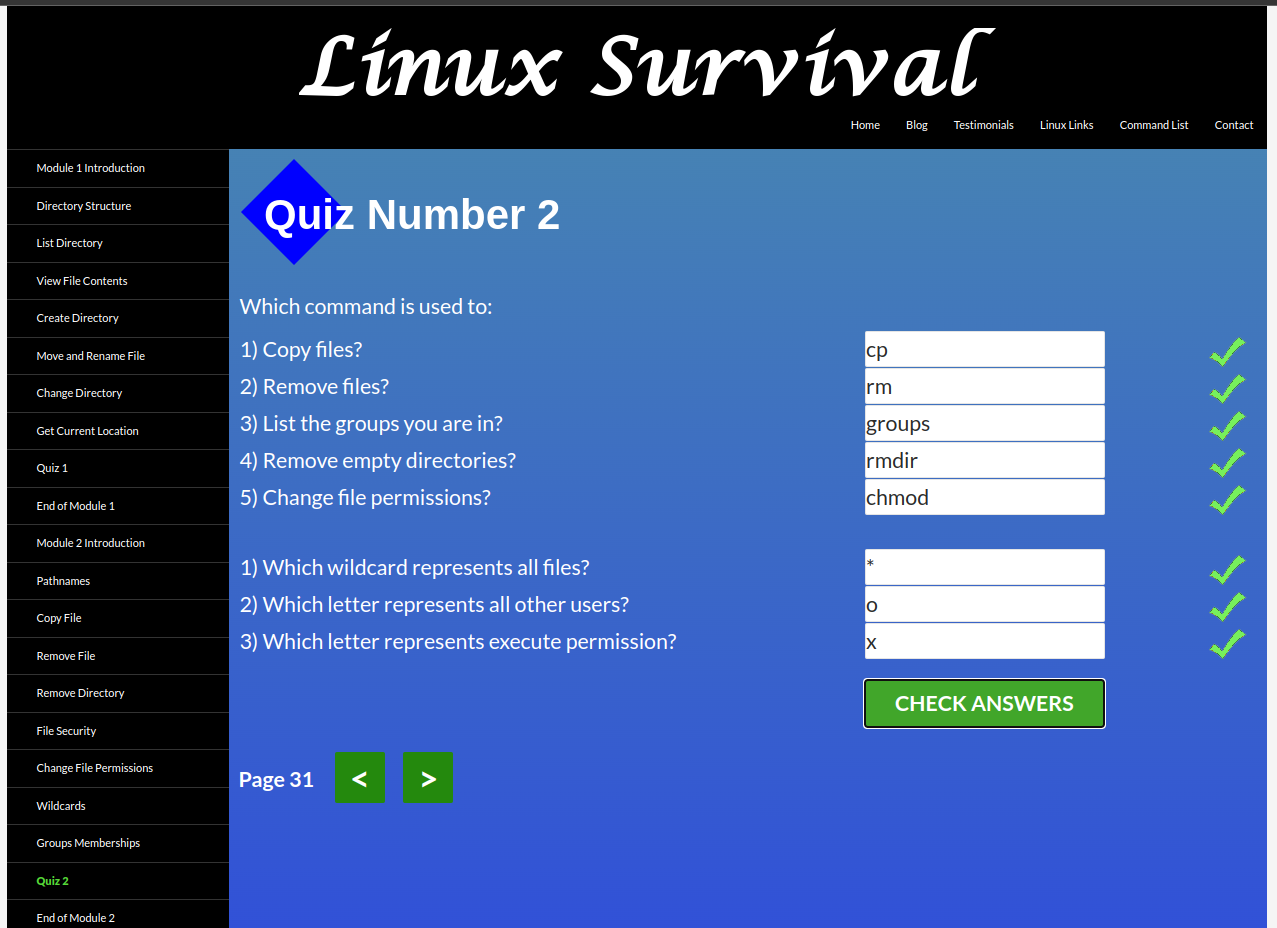 Linux Survival
Home Blog Testimonials Linux Links Command List Contact
Module 1 Introduction
Directory Structure
List Directory
View File Contents
Create Directory
Move and Rename File
Change Directory
Get Current Location
Quiz 1
End of Module 1
Module 2 Introduction
Pathnames
Copy File
Remove File
Remove Directory
File Security
Change File Permissions
Wildcards
Groups Memberships
Quiz 2
End of Module 2
Quiz Number 2
Which command is used to:
1) Copy files? cp
2) Remove files? rm
3) List the groups you are in? groups
4) Remove empty directories? rmdir
5) Change file permissions? chmod
1) Which wildcard represents all files? *
2) Which letter represents all other users? o
3) Which letter represents execute permission? x
CHECK ANSWERS
Page 31 < >